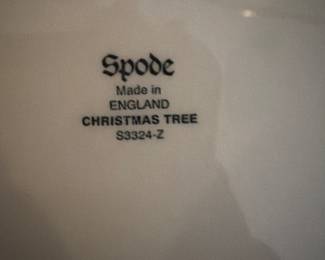 Spode
Made in
ENGLAND
CHRISTMAS TREE
S3324-Z